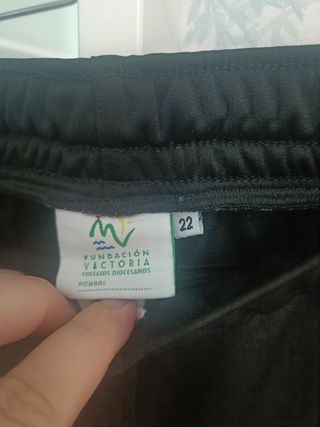 22
FUNDACIÓN
VICTORIA
COLEGIOS DIOCESANOS
NOMBRE